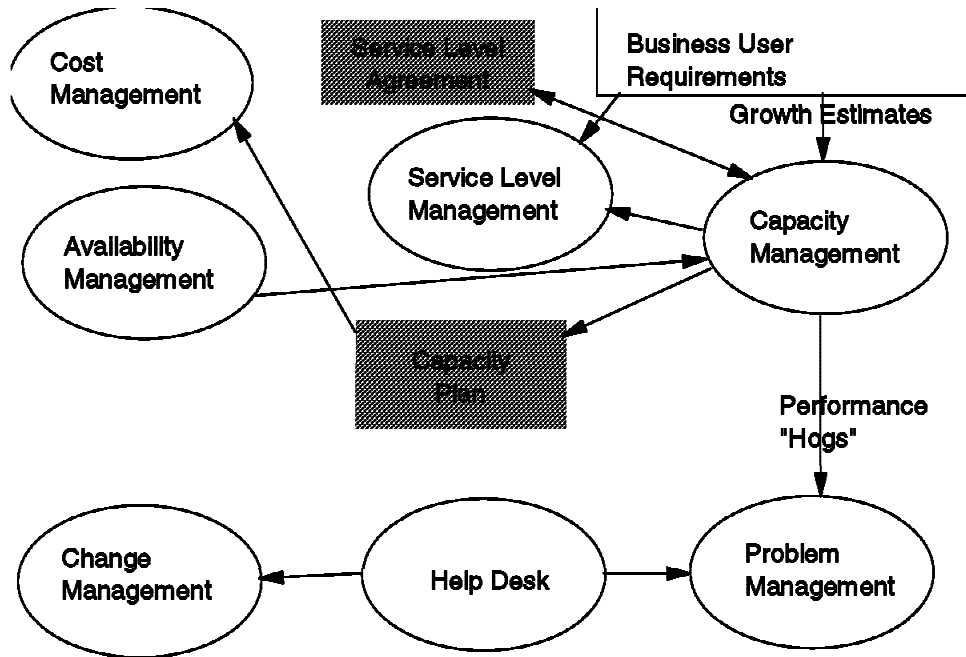 Cost
Management
Service Level
Agreement
Business User
Requirements
Growth Estimates
Service Level
Management
Capacity
Management
Availability
Management
Capacity
Plan
Performance
"Hogs"
Change
Management
Help Desk
Problem
Management